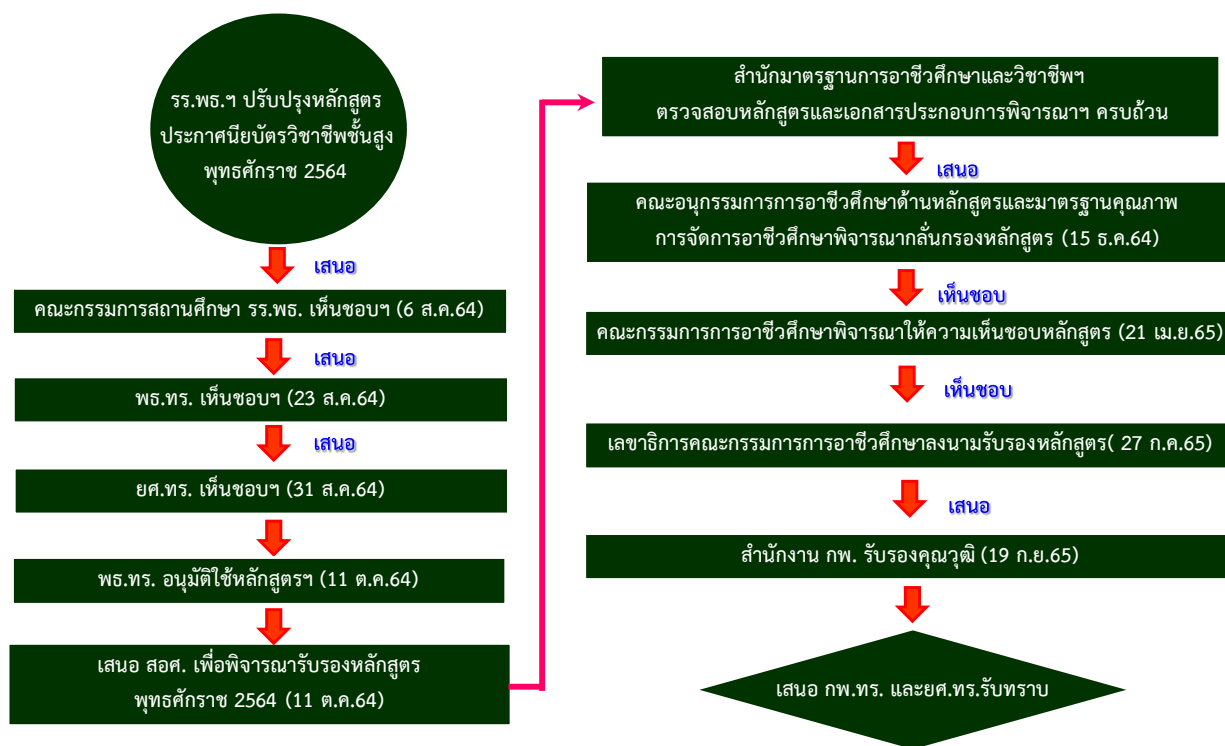 รร.พธ.ฯ ปรับปรุงหลักสูตร
ประกาศนียบัตรวิชาชีพชั้นสูง
พุทธศักราช 2564
เสนอ
คณะกรรมการสถานศึกษา รร.พธ. เห็นชอบฯ (6 ส.ค.64)
เสนอ
พธ.ทร. เห็นชอบฯ (23 ส.ค.64)
เสนอ
ยศ.ทร. เห็นชอบฯ (31 ส.ค.64)
พธ.ทร. อนุมัติใช้หลักสูตรฯ (11 ต.ค.64)
เสนอ สอศ. เพื่อพิจารณารับรองหลักสูตร
พุทธศักราช 2564 (11 ต.ค.64)
สำนักมาตรฐานการอาชีวศึกษาและวิชาชีพฯ
ตรวจสอบหลักสูตรและเอกสารประกอบการพิจารณาฯ ครบถ้วน
เสนอ
คณะอนุกรรมการการอาชีวศึกษาด้านหลักสูตรและมาตรฐานคุณภาพ
การจัดการอาชีวศึกษาพิจารณากลั่นกรองหลักสูตร (15 ธ.ค.64)
เห็นชอบ
คณะกรรมการการอาชีวศึกษาพิจารณาให้ความเห็นชอบหลักสูตร (21 เม.ย.65)
เห็นชอบ
เลขาธิการคณะกรรมการการอาชีวศึกษาลงนามรับรองหลักสูตร( 27 ก.ค.65)
เสนอ
สำนักงาน กพ. รับรองคุณวุฒิ (19 ก.ย.65)
เสนอ กพ.ทร. และยศ.ทร.รับทราบ